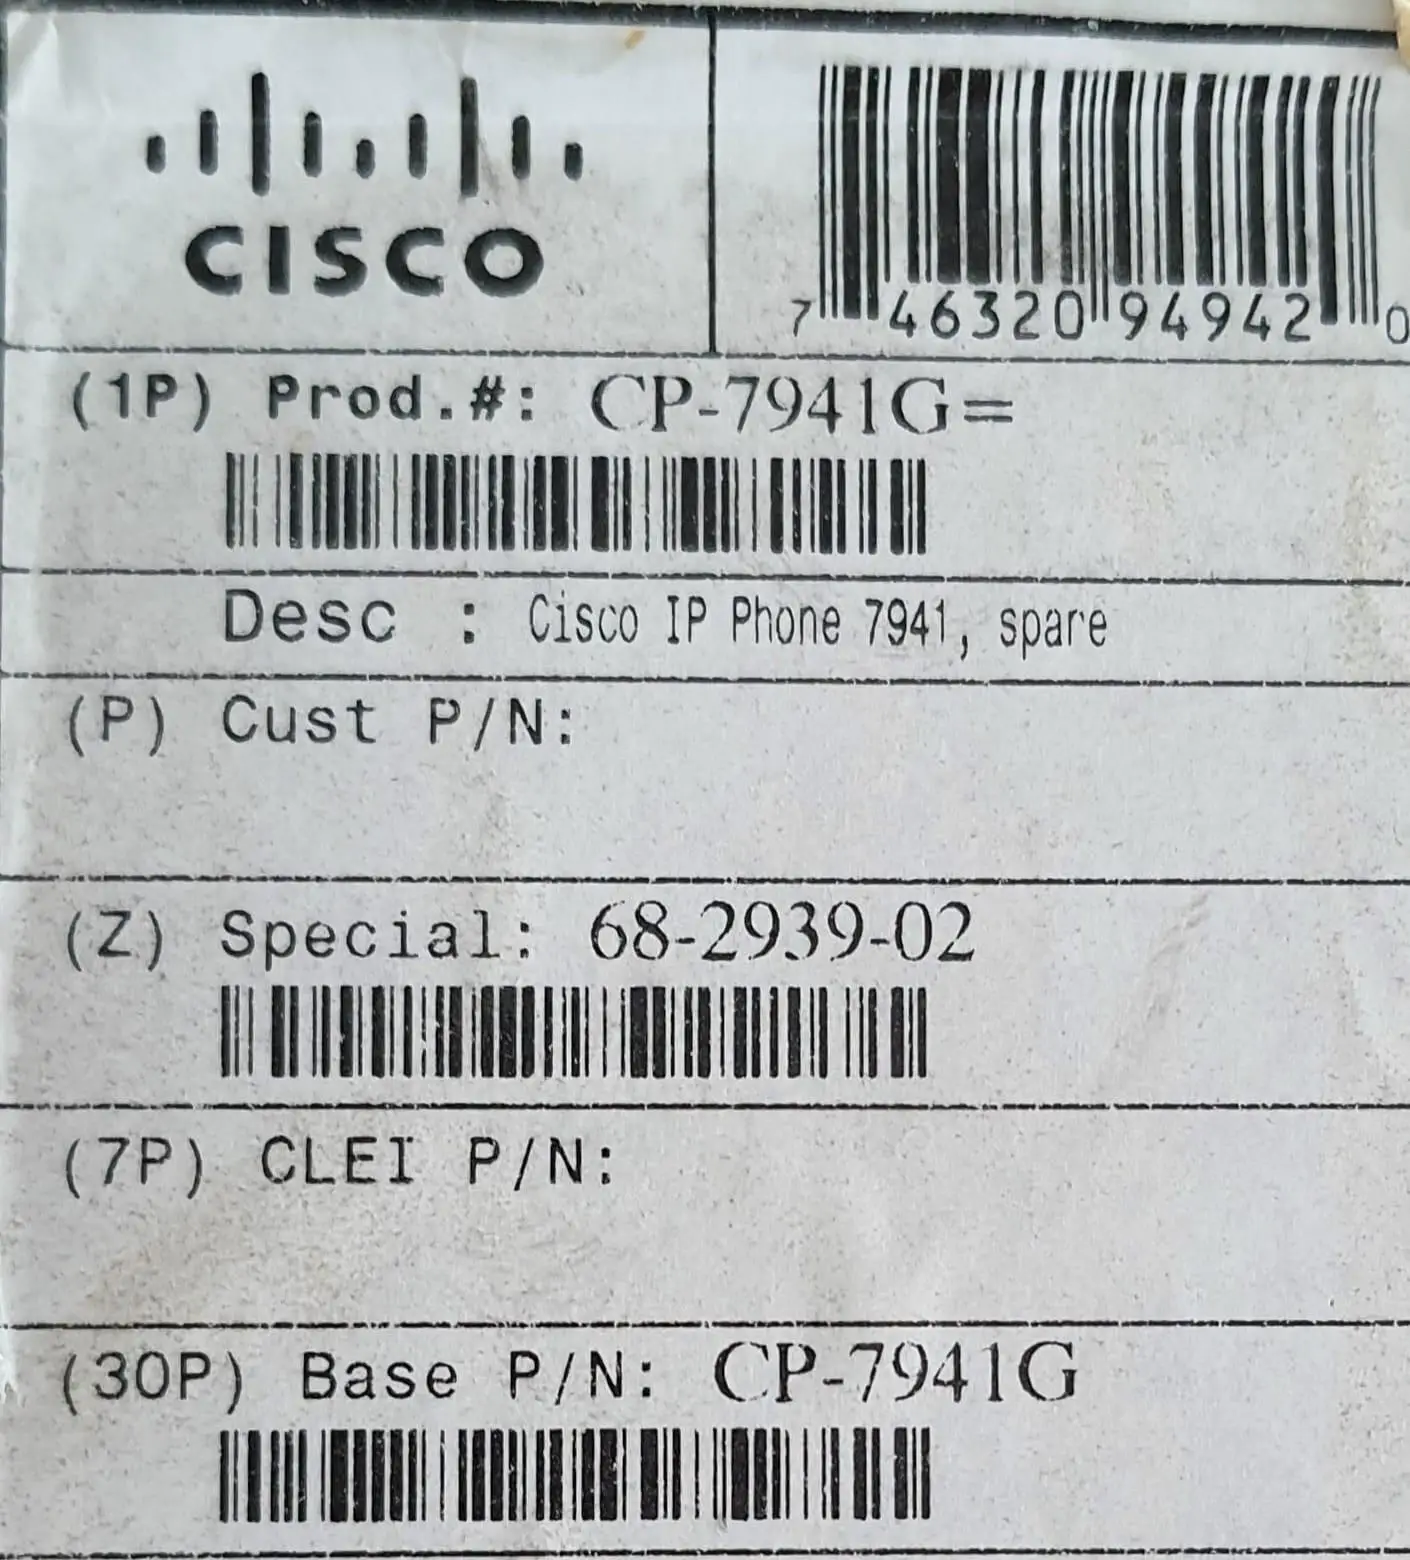 CISCO
7 46320 94942 0
(1P) Prod.#: CP-7941G=
Desc : Cisco IP Phone 7941, spare
(P) Cust P/N:
(Z) Special: 68-2939-02
(7P) CLEI P/N:
(30P) Base P/N: CP-7941G